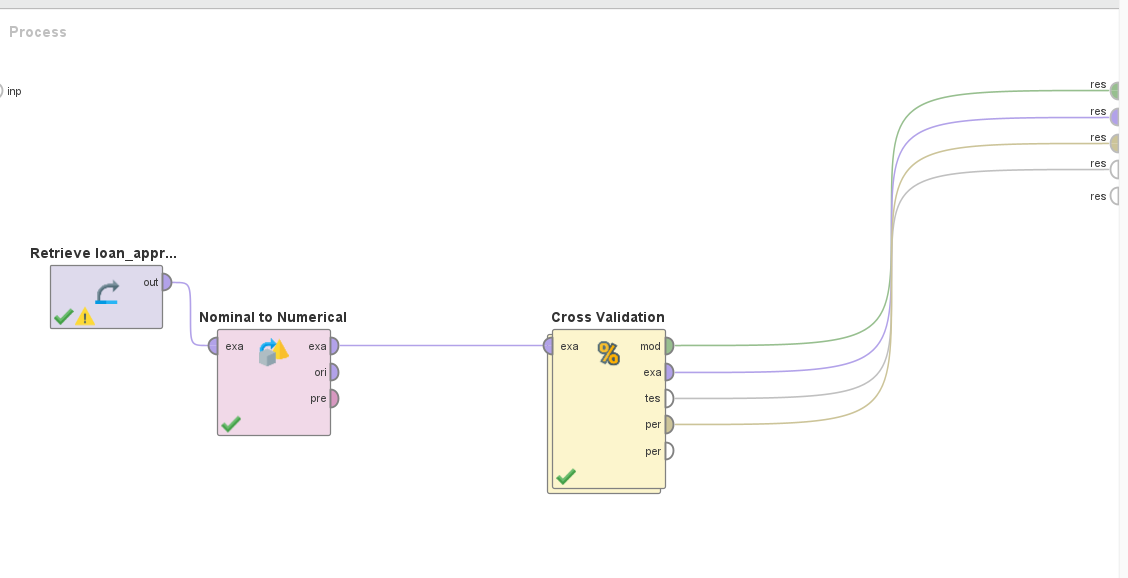 Process
inp
res
res
res
res
res
Retrieve loan_appr...
out
Nominal to Numerical
exa
exa
ori
pre
Cross Validation
exa
mod
exa
tes
per
per